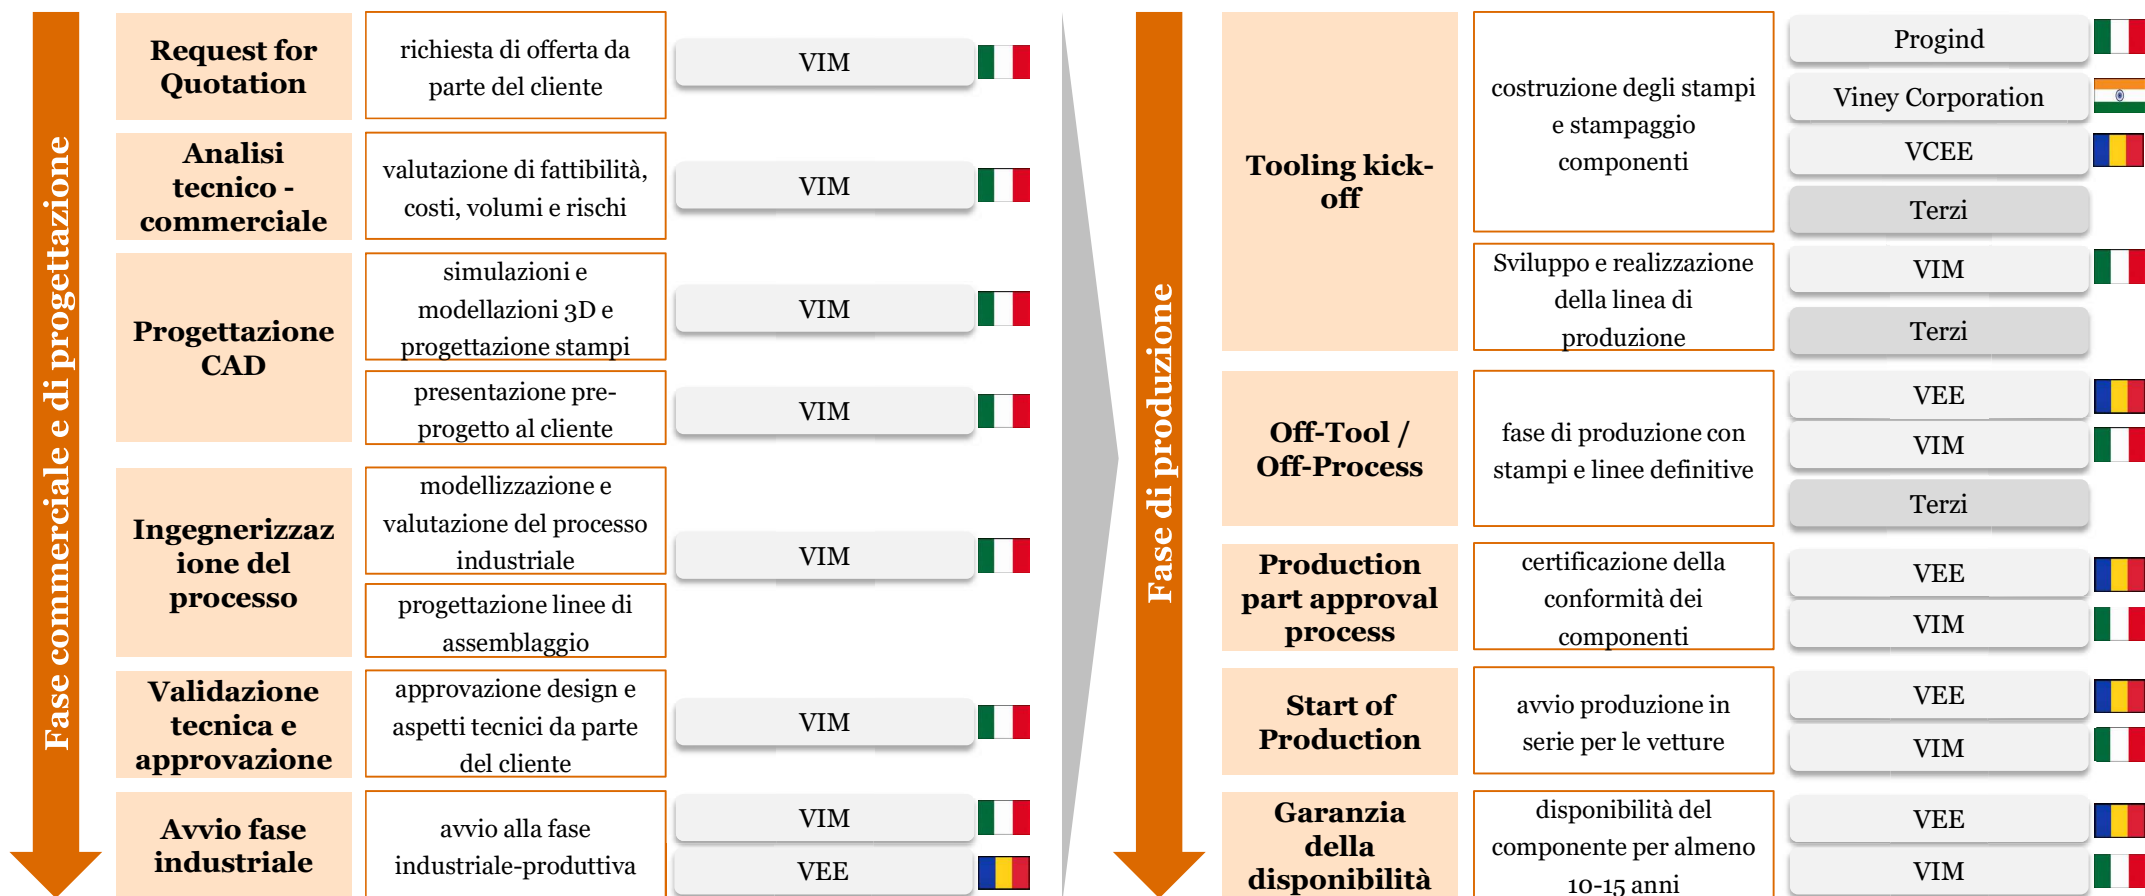 Fase commerciale e di progettazione
Request for
Quotation
richiesta di offerta da
parte del cliente
VIM
Analisi
tecnico -
commerciale
valutazione di fattibilità,
costi, volumi e rischi
VIM
Progettazione
CAD
simulazioni e
modellazioni 3D e
progettazione stampi
VIM
presentazione pre-
progetto al cliente
VIM
Ingegnerizzaz
ione del
processo
modellizzazione e
valutazione del processo
industriale
VIM
progettazione linee di
assemblaggio
Validazione
tecnica e
approvazione
approvazione design e
aspetti tecnici da parte
del cliente
VIM
Avvio fase
industriale
avvio alla fase
industriale-produttiva
VIM
VEE
Fase di produzione
Tooling kick-
off
costruzione degli stampi
e stampaggio
componenti
Progind
Viney Corporation
VCEE
Terzi
Sviluppo e realizzazione
della linea di
produzione
VIM
Terzi
Off-Tool /
Off-Process
fase di produzione con
stampi e linee definitive
VEE
VIM
Terzi
Production
part approval
process
certificazione della
conformità dei
componenti
VEE
VIM
Start of
Production
avvio produzione in
serie per le vetture
VEE
VIM
Garanzia
della
disponibilità
disponibilità del
componente per almeno
10-15 anni
VEE
VIM